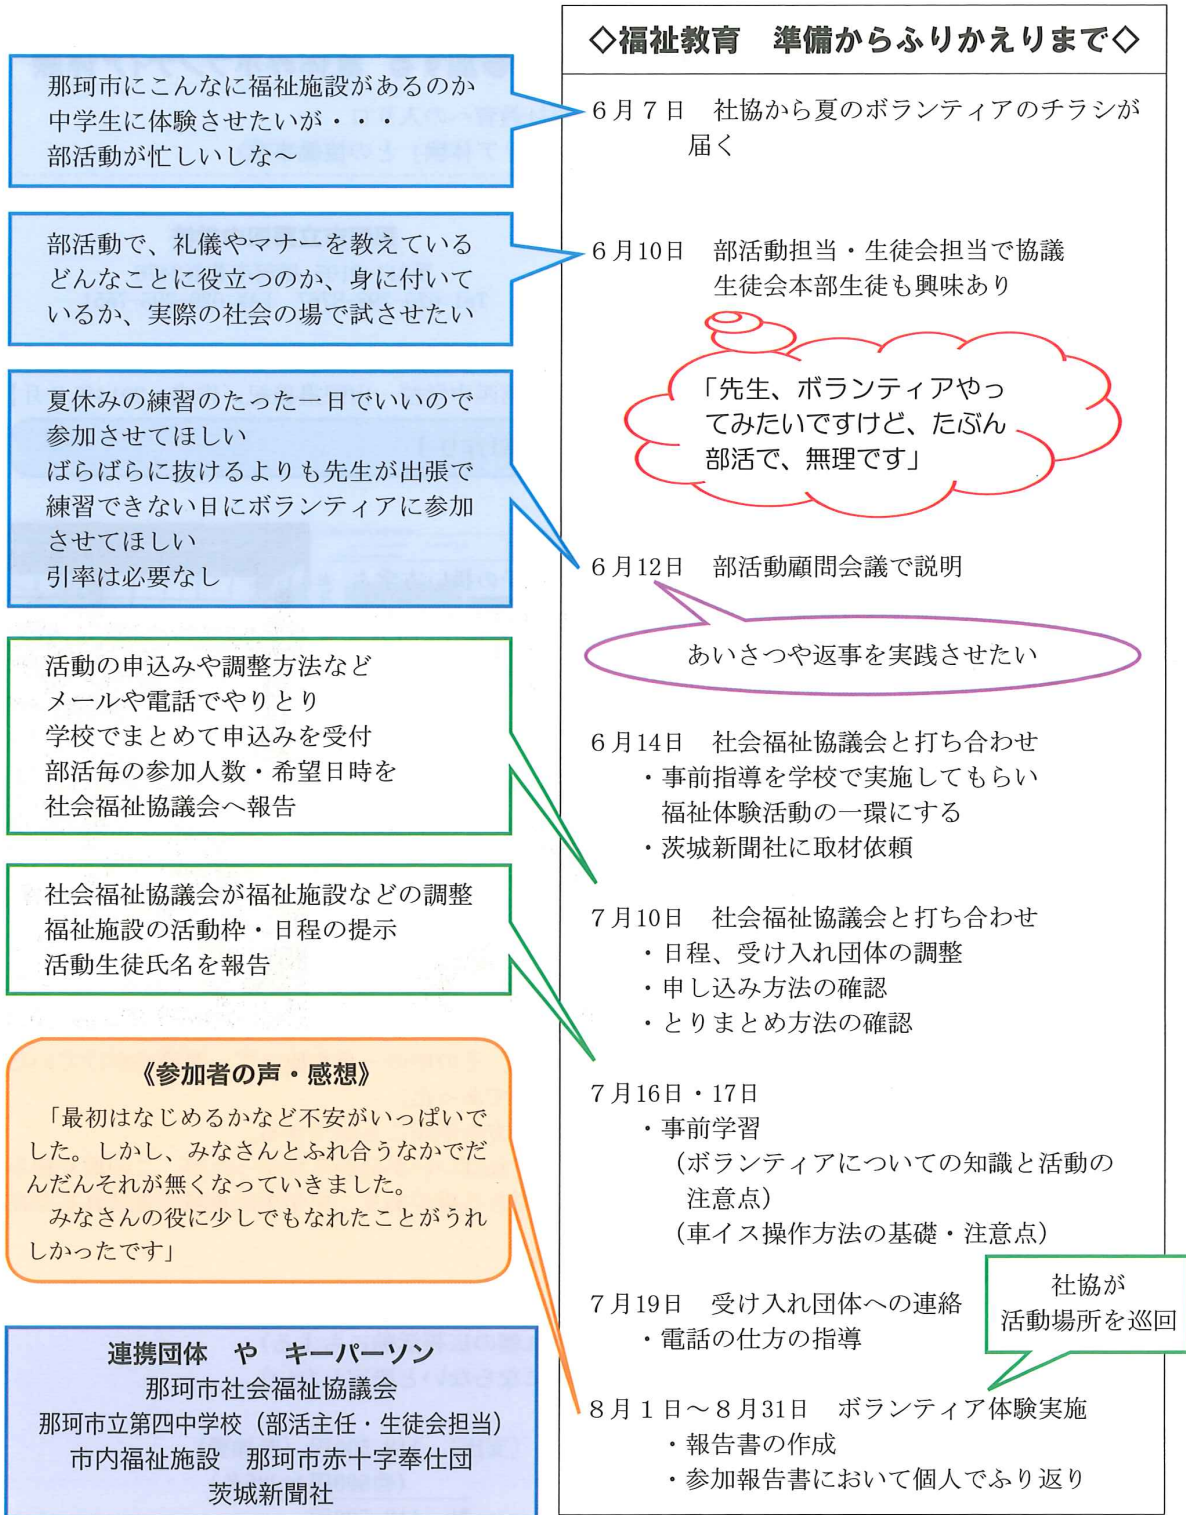 ◇福祉教育　準備からふりかえりまで◇
那珂市にこんなに福祉施設があるのか
中学生に体験させたいが・・・
部活動が忙しいしな～
6月7日　社協から夏のボランティアのチラシが
届く
部活動で、礼儀やマナーを教えている
どんなことに役立つのか、身に付いて
いるか、実際の社会の場で試させたい
6月10日　部活動担当・生徒会担当で協議
生徒会本部生徒も興味あり
「先生、ボランティアやっ
てみたいですけど、たぶん
部活で、無理です」
夏休みの練習のたった一日でいいので
参加させてほしい
ばらばらに抜けるよりも先生が出張で
練習できない日にボランティアに参加
させてほしい
引率は必要なし
6月12日　部活動顧問会議で説明
あいさつや返事を実践させたい
活動の申込みや調整方法など
メールや電話でやりとり
学校でまとめて申込みを受付
部活毎の参加人数・希望日時を
社会福祉協議会へ報告
6月14日　社会福祉協議会と打ち合わせ
・事前指導を学校で実施してもらい
福祉体験活動の一環にする
・茨城新聞社に取材依頼
社会福祉協議会が福祉施設などの調整
福祉施設の活動枠・日程の提示
活動生徒氏名を報告
7月10日　社会福祉協議会と打ち合わせ
・日程、受け入れ団体の調整
・申し込み方法の確認
・とりまとめ方法の確認
《参加者の声・感想》
「最初はなじめるかなど不安がいっぱいで
した。しかし、みなさんとふれ合うなかでだ
んだんそれが無くなっていきました。
みなさんの役に少しでもなれたことがうれ
しかったです」
7月16日・17日
・事前学習
（ボランティアについての知識と活動の
注意点）
（車イス操作方法の基礎・注意点）
7月19日　受け入れ団体への連絡
・電話の仕方の指導
社協が
活動場所を巡回
8月1日～8月31日　ボランティア体験実施
・報告書の作成
・参加報告書において個人でふり返り
連携団体　や　キーパーソン
那珂市社会福祉協議会
那珂市立第四中学校（部活主任・生徒会担当）
市内福祉施設　那珂市赤十字奉仕団
茨城新聞社